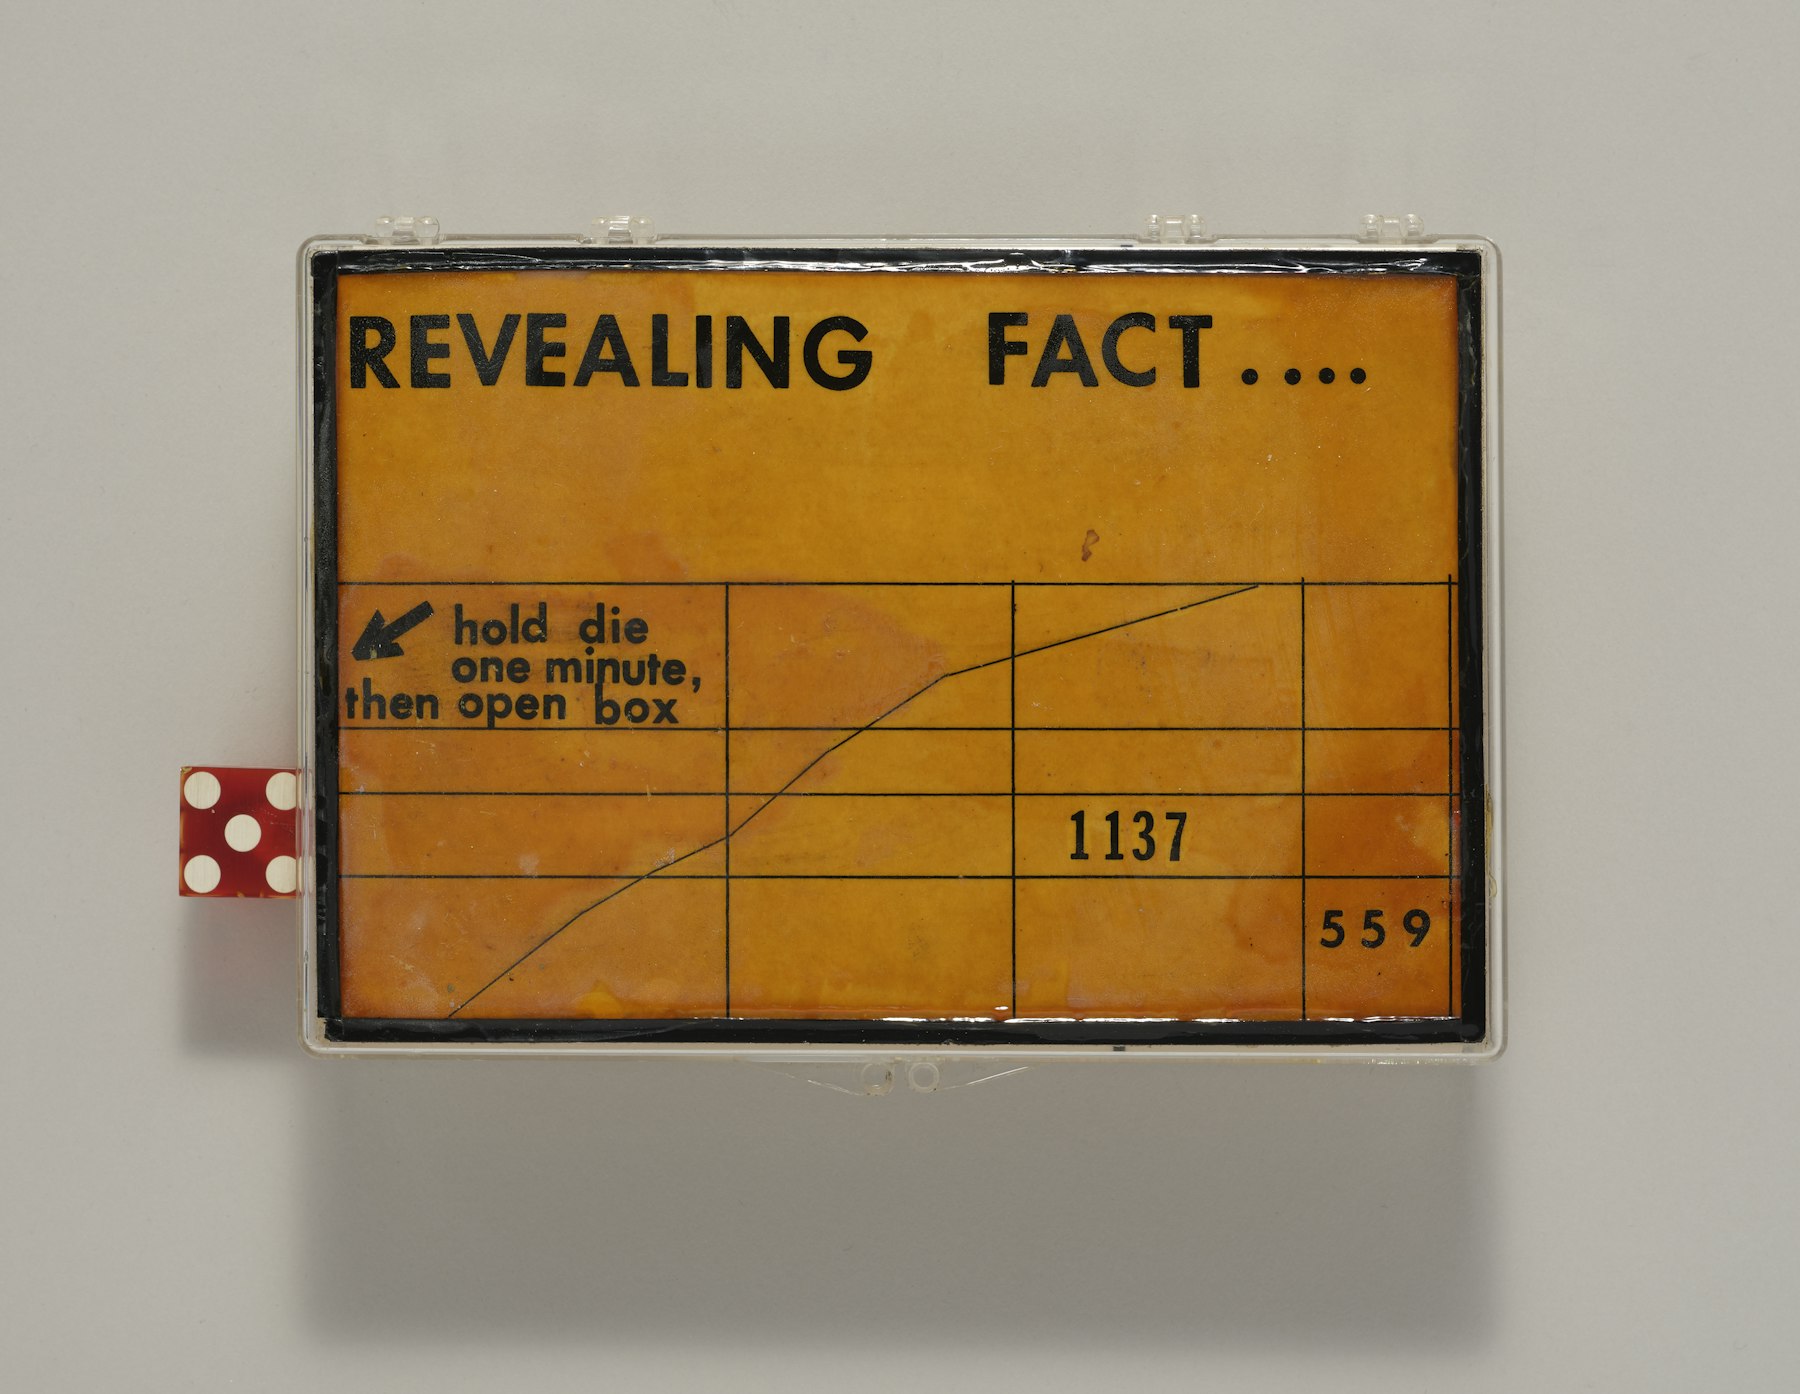 REVEALING FACT....
hold die
one minute,
then open box
1137
559